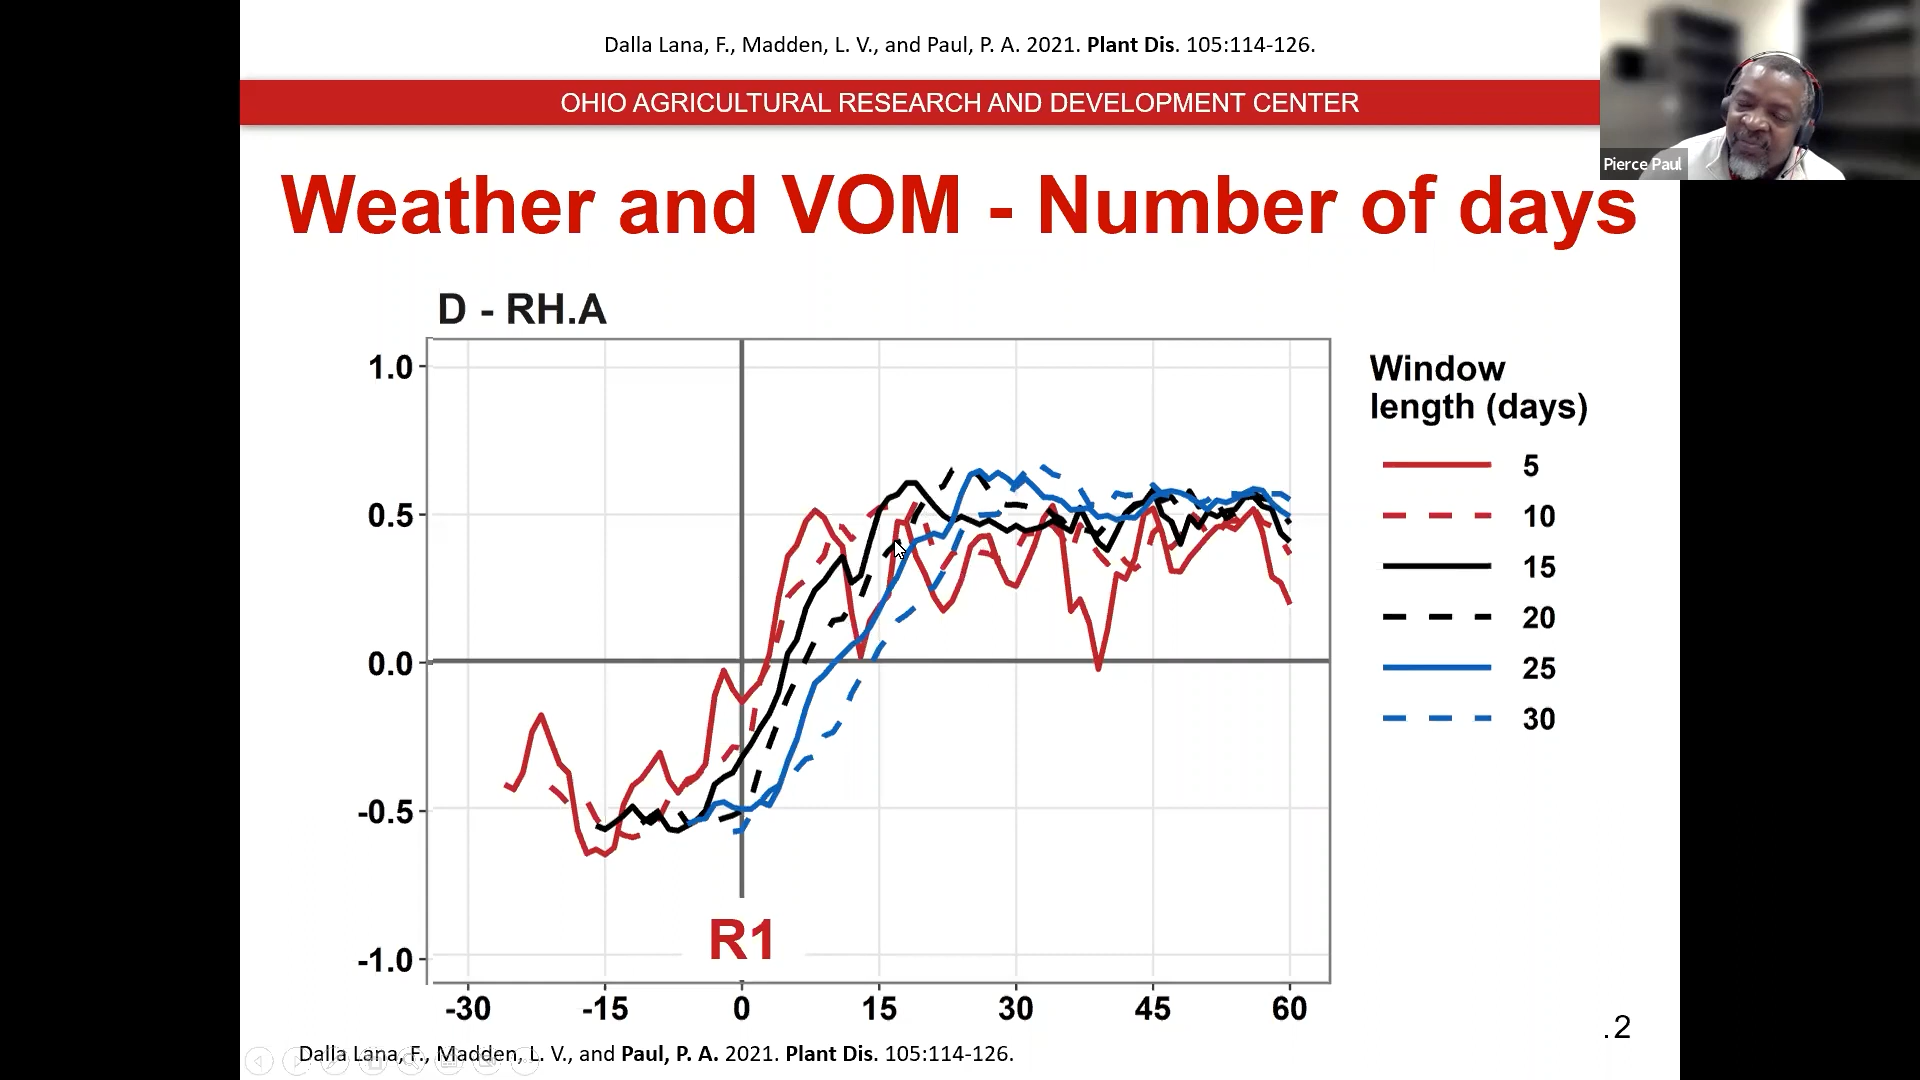 Dalla Lana, F., Madden, L. V., and Paul, P. A. 2021. Plant Dis. 105:114-126.
OHIO AGRICULTURAL RESEARCH AND DEVELOPMENT CENTER
Pierce Paul
Weather and VOM - Number of days
D - RH.A
1.0
0.5
0.0
-0.5
-1.0
R1
-30 -15 0 15 30 45 60
Window
length (days)
5
10
15
20
25
30
.2
Dalla Lana, F., Madden, L. V., and Paul, P. A. 2021. Plant Dis. 105:114-126.